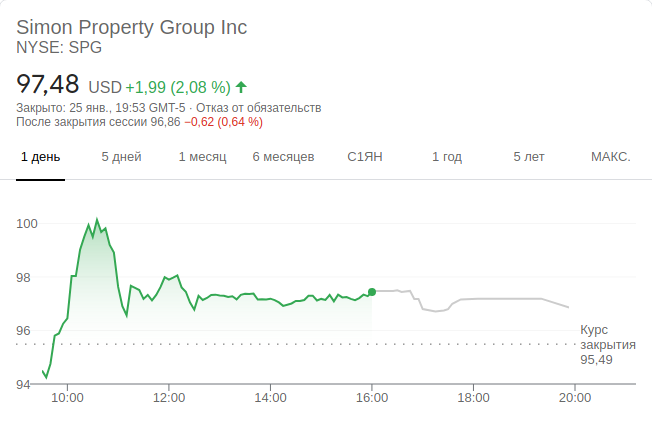 Simon Property Group Inc
NYSE: SPG
97,48 USD +1,99 (2,08 %)
Закрыто: 25 янв., 19:53 GMT-5 · Отказ от обязательств
После закрытия сессии 96,86 −0,62 (0,64 %)
1 день 5 дней 1 месяц 6 месяцев С1ЯН 1 год 5 лет МАКС.
100
98
96
Курс
закрытия
95,49
94
10:00 12:00 14:00 16:00 18:00 20:00